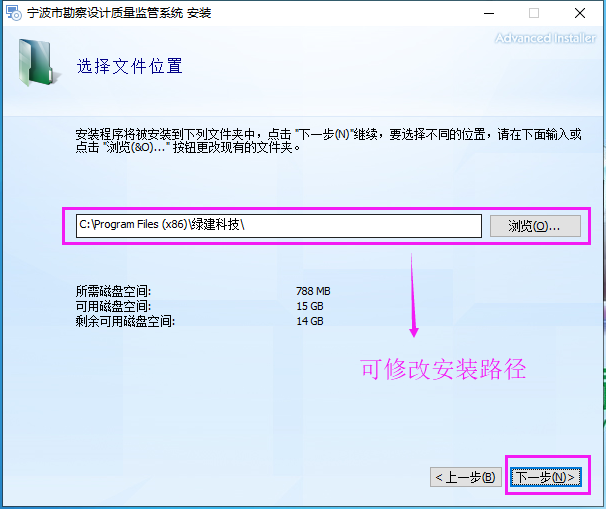 宁波市勘察设计质量监管系统 安装
Advanced Installer
选择文件位置
安装程序将被安装到下列文件夹中，点击 "下一步(N)"继续，要选择不同的位置，请在下面输入或
点击 "浏览(&O)..." 按钮更改现有的文件夹。
C:\Program Files (x86)\绿建科技\
浏览(O)...
所需磁盘空间: 788 MB
可用磁盘空间: 15 GB
剩余可用磁盘空间: 14 GB
可修改安装路径
< 上一步(B)
下一步(N)>